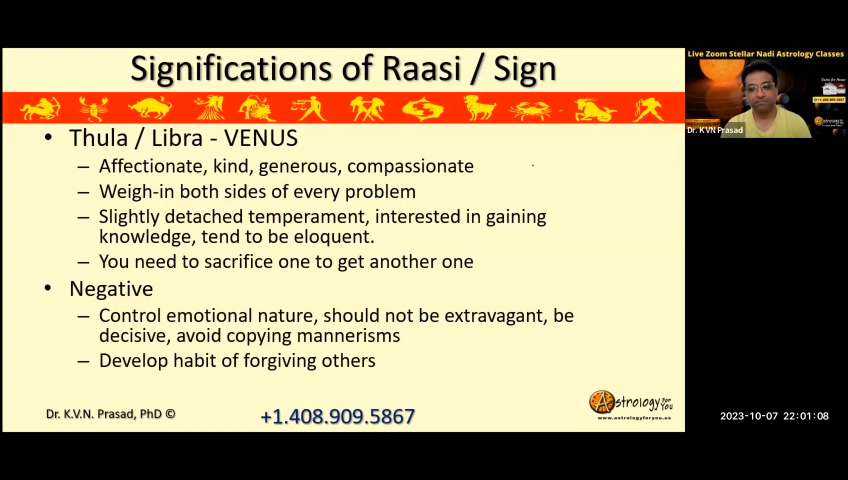 Significations of Raasi / Sign
• Thula / Libra - VENUS
– Affectionate, kind, generous, compassionate
– Weigh-in both sides of every problem
– Slightly detached temperament, interested in gaining
knowledge, tend to be eloquent.
– You need to sacrifice one to get another one
• Negative
– Control emotional nature, should not be extravagant, be
decisive, avoid copying mannerisms
– Develop habit of forgiving others
Dr. K.V.N. Prasad, PhD ©
+1.408.909.5867
Astrology for You
www.astrologyforyou.us
Live Zoom Stellar Nadi Astrology Classes
Dr. K VN Prasad
2023-10-07 22:01:08